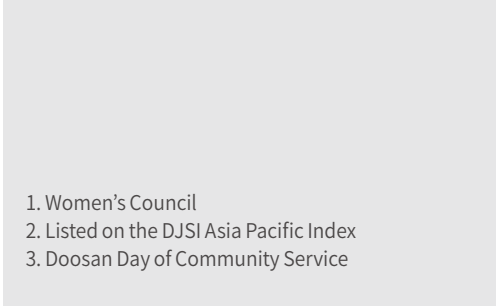 1. Women’s Council
2. Listed on the DJSI Asia Pacific Index
3. Doosan Day of Community Service